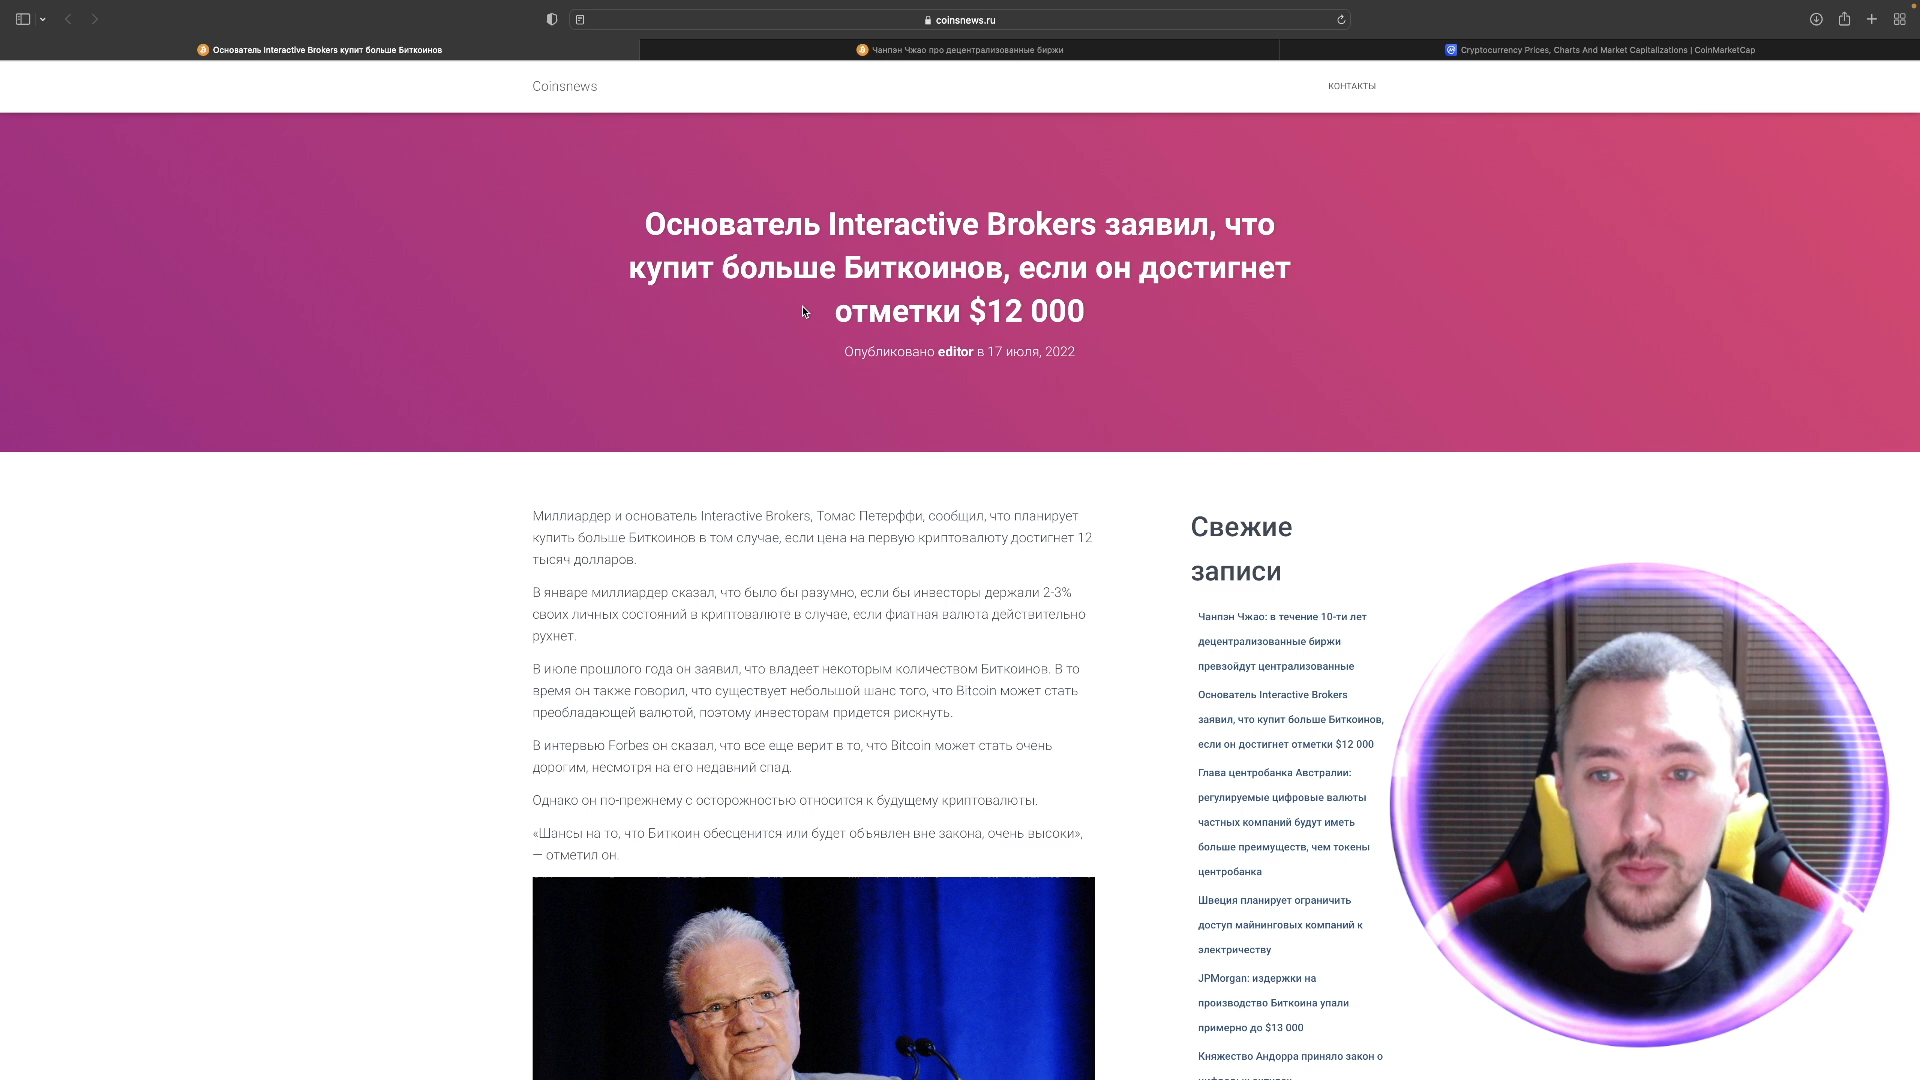 coinsnews.ru
Основатель Interactive Brokers купит больше Биткоинов
Чанпэн Чжао про децентрализованные биржи
Cryptocurrency Prices, Charts And Market Capitalizations | CoinMarketCap
Coinsnews
КОНТАКТЫ
Основатель Interactive Brokers заявил, что
купит больше Биткоинов, если он достигнет
отметки $12 000
Опубликовано editor в 17 июля, 2022
Миллиардер и основатель Interactive Brokers, Томас Петерффи, сообщил, что планирует
купить больше Биткоинов в том случае, если цена на первую криптовалюту достигнет 12
тысяч долларов.
В январе миллиардер сказал, что было бы разумно, если бы инвесторы держали 2-3%
своих личных состояний в криптовалюте в случае, если фиатная валюта действительно
рухнет.
В июле прошлого года он заявил, что владеет некоторым количеством Биткоинов. В то
время он также говорил, что существует небольшой шанс того, что Bitcoin может стать
преобладающей валютой, поэтому инвесторам придется рискнуть.
В интервью Forbes он сказал, что все еще верит в то, что Bitcoin может стать очень
дорогим, несмотря на его недавний спад.
Однако он по-прежнему с осторожностью относится к будущему криптовалюты.
«Шансы на то, что Биткоин обесценится или будет объявлен вне закона, очень высоки»,
— отметил он.
Свежие
записи
Чанпэн Чжао: в течение 10-ти лет
децентрализованные биржи
превзойдут централизованные
Основатель Interactive Brokers
заявил, что купит больше Биткоинов,
если он достигнет отметки $12 000
Глава центробанка Австралии:
регулируемые цифровые валюты
частных компаний будут иметь
больше преимуществ, чем токены
центробанка
Швеция планирует ограничить
доступ майнинговых компаний к
электричеству
JPMorgan: издержки на
производство Биткоина упали
примерно до $13 000
Княжество Андорра приняло закон о